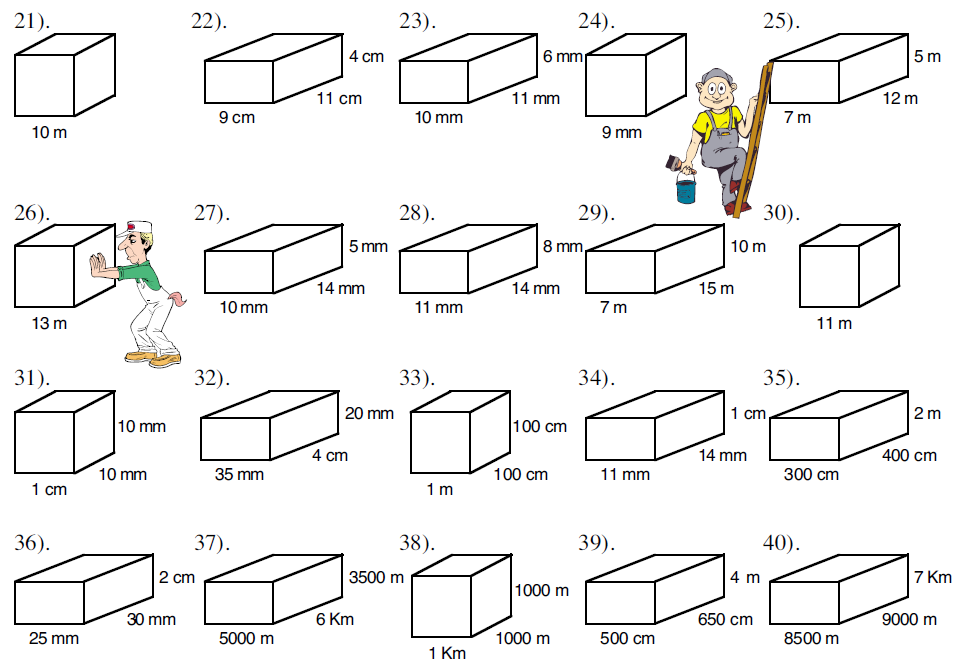 21). 22). 23). 24). 25).
4 cm 6 mm 5 m
11 cm 11 mm 12 m
10 m 9 cm 10 mm 9 mm 7 m
26). 27). 28). 29). 30).
5 mm 8 mm 10 m
14 mm 14 mm 15 m
13 m 10 mm 11 mm 7 m 11 m
31). 32). 33). 34). 35).
10 mm 20 mm 100 cm 1 cm 2 m
10 mm 4 cm 100 cm 14 mm 400 cm
1 cm 35 mm 1 m 11 mm 300 cm
36). 37). 38). 39). 40).
2 cm 3500 m 1000 m 4 m 7 Km
30 mm 6 Km 1000 m 650 cm 9000 m
25 mm 5000 m 1 Km 500 cm 8500 m